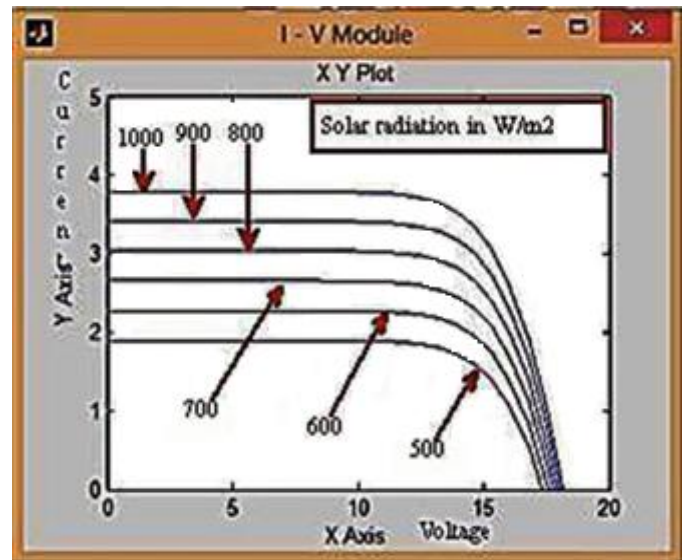 I - V Module
X Y Plot
Current
Y Axis
5
4
3
2
1
0
Solar radiation in W/m2
1000 900 800
700
600
500
0 5 10 15 20
X Axis Voltage